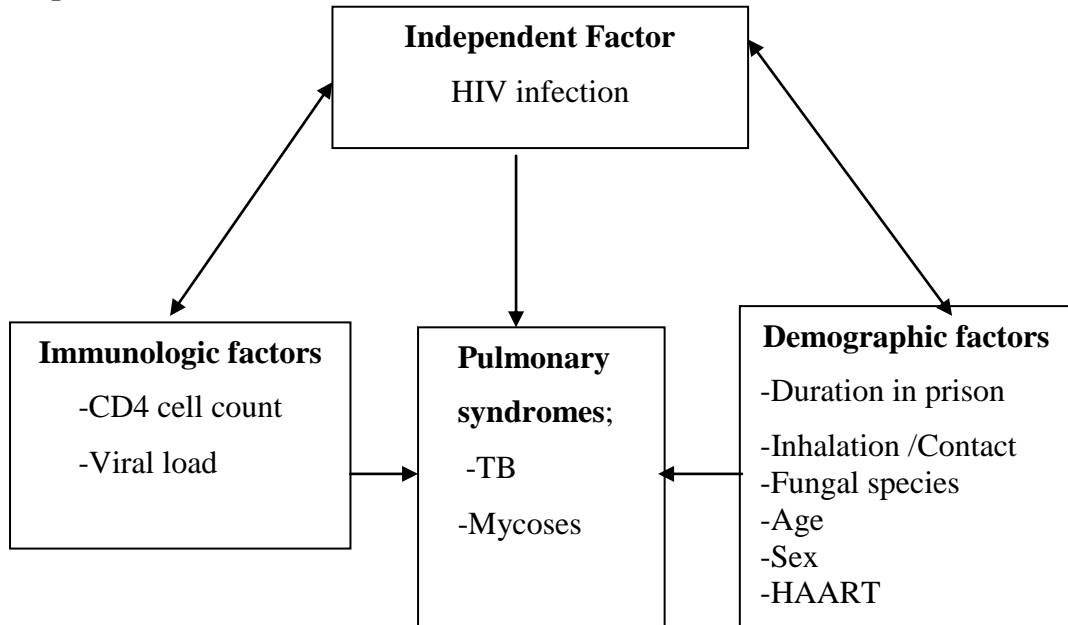 Independent Factor
HIV infection
Immunologic factors
-CD4 cell count
-Viral load
Pulmonary
syndromes;
-TB
-Mycoses
Demographic factors
-Duration in prison
-Inhalation /Contact
-Fungal species
-Age
-Sex
-HAART